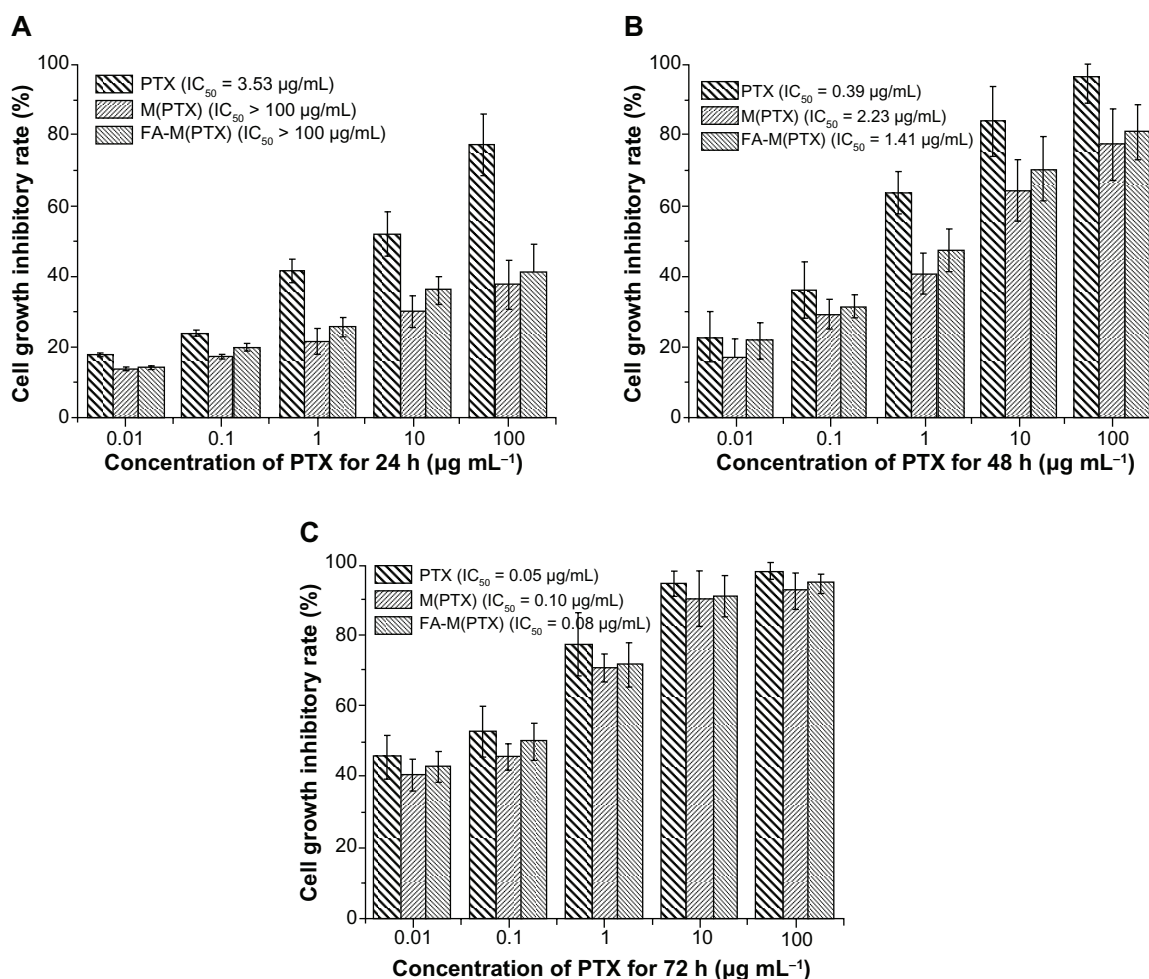 A
Cell growth inhibitory rate (%)
100
80
60
40
20
0
PTX (IC50 = 3.53 µg/mL)
M(PTX) (IC50 > 100 µg/mL)
FA-M(PTX) (IC50 > 100 µg/mL)
0.01 0.1 1 10 100
Concentration of PTX for 24 h (µg mL⁻¹)
B
Cell growth inhibitory rate (%)
100
80
60
40
20
0
PTX (IC50 = 0.39 µg/mL)
M(PTX) (IC50 = 2.23 µg/mL)
FA-M(PTX) (IC50 = 1.41 µg/mL)
0.01 0.1 1 10 100
Concentration of PTX for 48 h (µg mL⁻¹)
C
Cell growth inhibitory rate (%)
100
80
60
40
20
0
PTX (IC50 = 0.05 µg/mL)
M(PTX) (IC50 = 0.10 µg/mL)
FA-M(PTX) (IC50 = 0.08 µg/mL)
0.01 0.1 1 10 100
Concentration of PTX for 72 h (µg mL⁻¹)